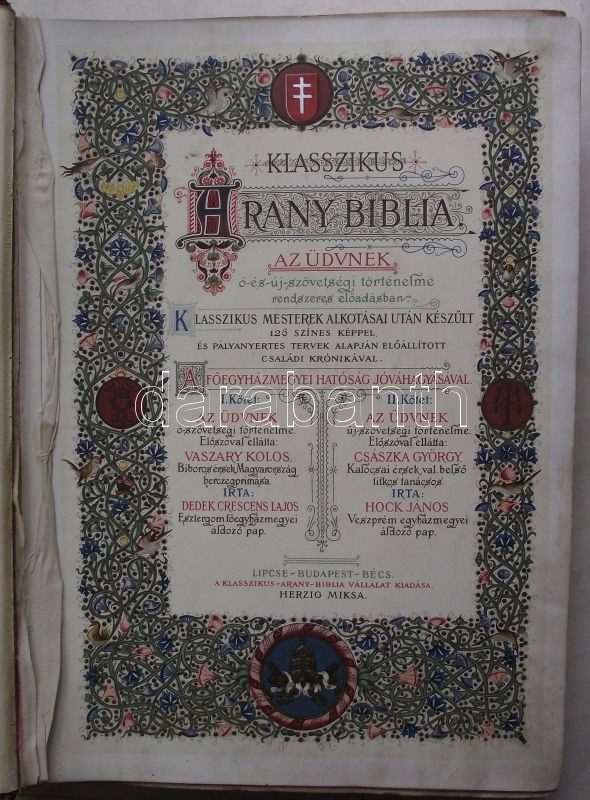 KLASSZIKUS
ARANY-BIBLIA.
AZ ÜDVNEK
ó-és-új-szövetségi történelme
rendszeres előadásban.
KLASSZIKUS MESTEREK ALKOTÁSAI UTÁN KÉSZÜLT
126 SZÍNES KÉPPEL
ÉS PÁLYANYERTES TERVEK ALAPJÁN ELŐÁLLÍTOTT
CSALÁDI KRÓNIKÁVAL.
A FŐEGYHÁZMEGYEI HATÓSÁG JÓVÁHAGYÁSÁVAL.
I. Kötet:
AZ ÜDVNEK
ó-szövetségi történelme.
Előszóval ellátta:
VASZARY KOLOS,
Biboros érsek, Magyarország
herczegprimása.
IRTA:
DEDEK CRESCENS LAJOS
Esztergom főegyházmegyei
áldozó pap.
II. Kötet:
AZ ÜDVNEK
új-szövetségi történelme.
Előszóval ellátta:
CSÁSZKA GYÖRGY,
Kalocsai érsek, val. belső
titkos tanácsos.
IRTA:
HOCK JÁNOS
Veszprém egyházmegyei
áldozó pap.
LIPCSE-BUDAPEST-BÉCS.
A KLASSZIKUS-ARANY-BIBLIA VÁLLALAT KIADÁSA.
HERZIG MIKSA.
darabanth